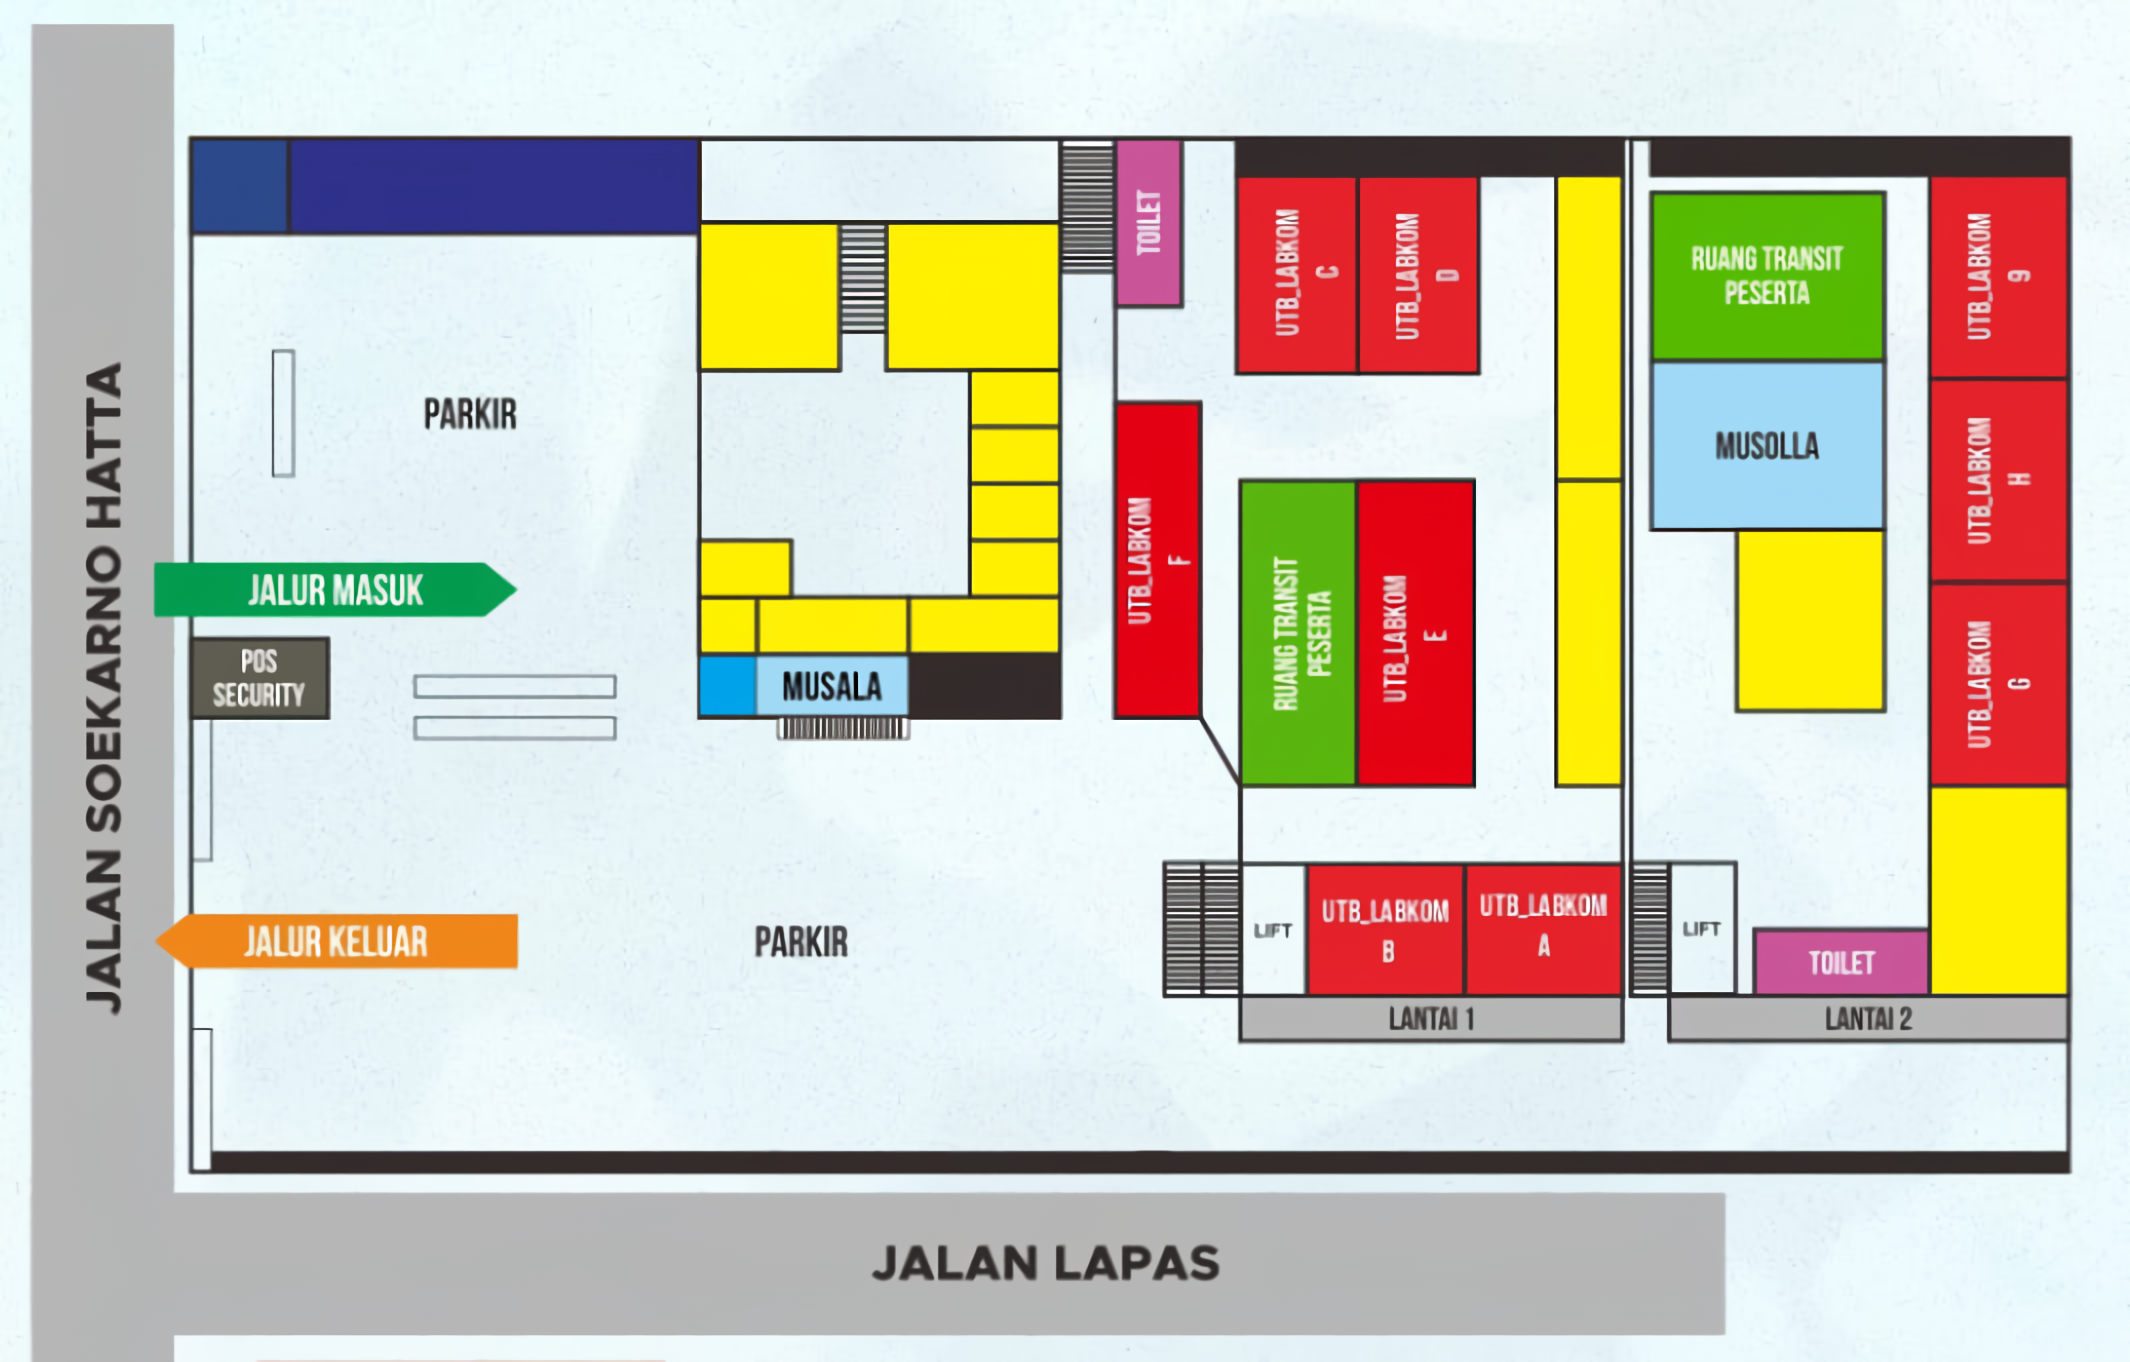 JALAN SOEKARNO HATTA
PARKIR
JALUR MASUK
POS
SECURITY
JALUR KELUAR
PARKIR
MUSALA
TOILET
UTB_LABKOM
F
UTB_LABKOM
C
UTB_LABKOM
D
RUANG TRANSIT
PESERTA
UTB_LABKOM
E
LIFT
UTB_LABKOM
B
UTB_LABKOM
A
LANTAI 1
RUANG TRANSIT
PESERTA
MUSOLLA
UTB_LABKOM
9
UTB_LABKOM
H
UTB_LABKOM
G
LIFT
TOILET
LANTAI 2
JALAN LAPAS